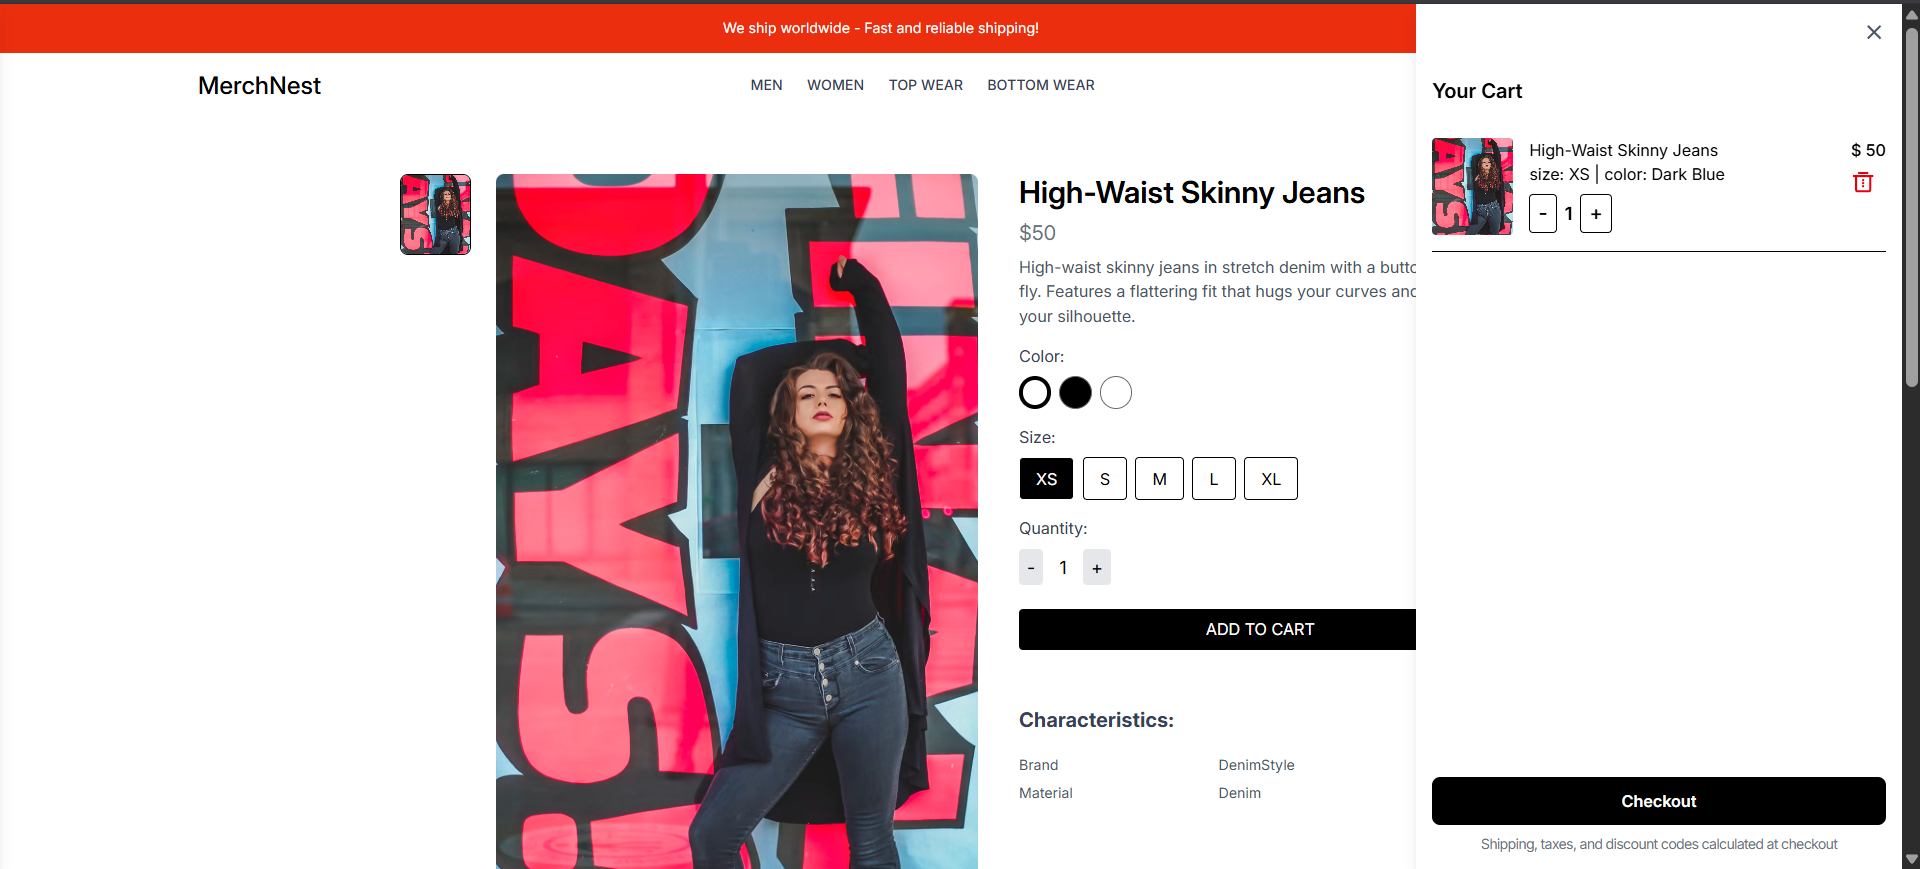 We ship worldwide - Fast and reliable shipping!
MerchNest
MEN WOMEN TOP WEAR BOTTOM WEAR
High-Waist Skinny Jeans
$50
High-waist skinny jeans in stretch denim with a
fly. Features a flattering fit that hugs your curves
your silhouette.
Color:
Size:
XS S M L XL
Quantity:
- 1 +
ADD TO CART
Characteristics:
Brand DenimStyle
Material Denim
Your Cart
High-Waist Skinny Jeans $ 50
size: XS | color: Dark Blue
- 1 +
Checkout
Shipping, taxes, and discount codes calculated at checkout
AYS!